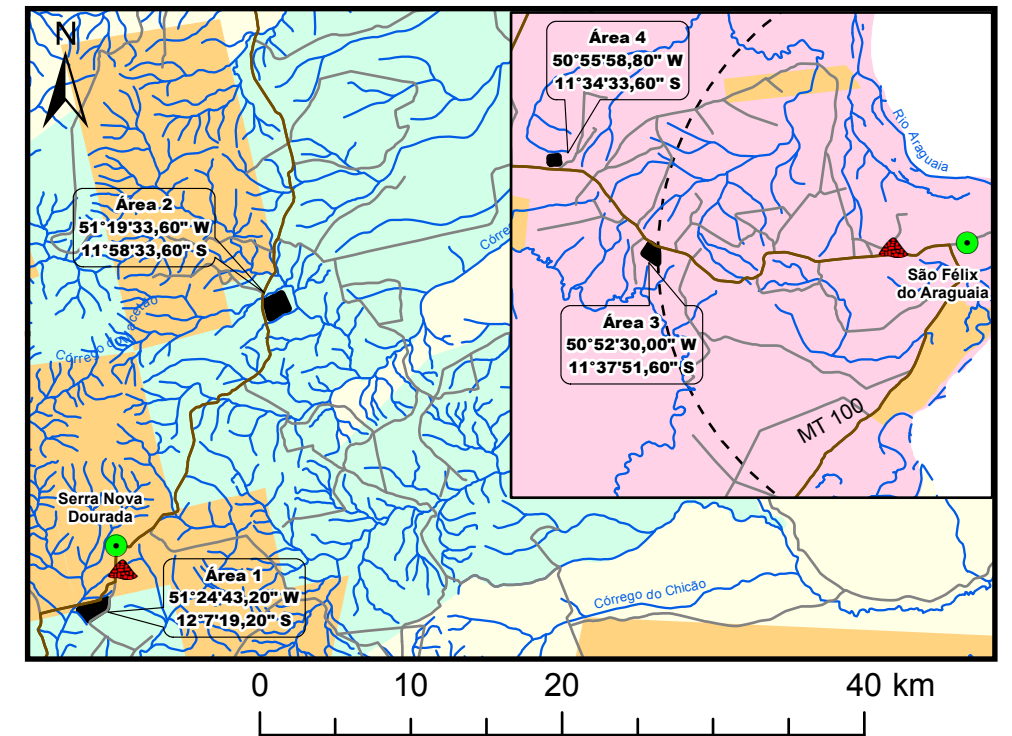 N
Área 4
50°55'58,80" W
11°34'33,60" S
Rio Araguaia
Área 2
51°19'33,60" W
11°58'33,60" S
Córre
São Félix
do Araguaia
Área 3
50°52'30,00" W
11°37'51,60" S
MT 100
Serra Nova
Dourada
Área 1
51°24'43,20" W
12°7'19,20" S
Córrego do Chicão
0 10 20 40 km